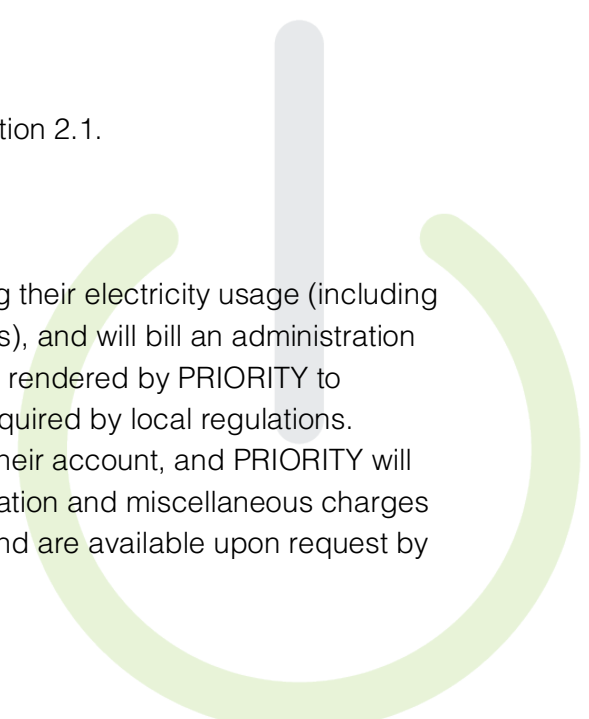 tion 2.1.
g their electricity usage (including
s), and will bill an administration
rendered by PRIORITY to
quired by local regulations.
heir account, and PRIORITY will
ation and miscellaneous charges
nd are available upon request by